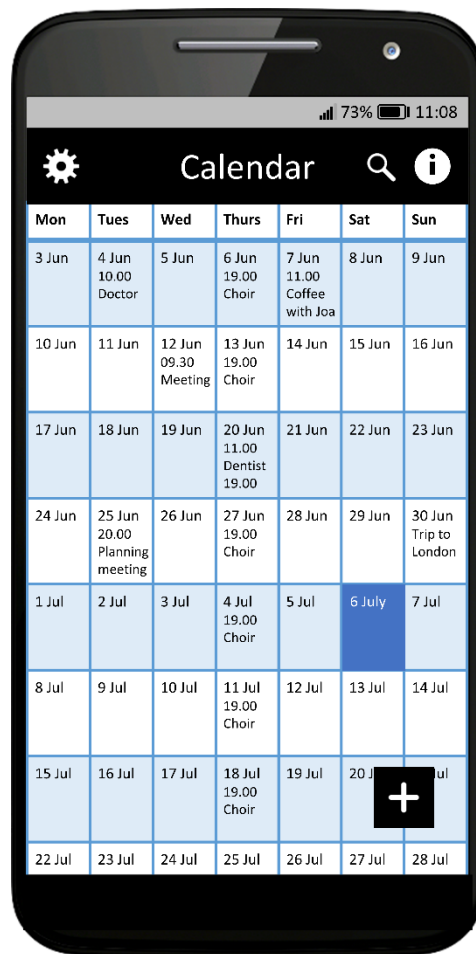 73% 11:08
Calendar
Mon Tues Wed Thurs Fri Sat Sun
3 Jun 4 Jun 5 Jun 6 Jun 7 Jun 8 Jun 9 Jun
10.00 19.00 11.00
Doctor Choir Coffee
with Joa
10 Jun 11 Jun 12 Jun 13 Jun 14 Jun 15 Jun 16 Jun
09.30 19.00
Meeting Choir
17 Jun 18 Jun 19 Jun 20 Jun 21 Jun 22 Jun 23 Jun
11.00
Dentist
19.00
24 Jun 25 Jun 26 Jun 27 Jun 28 Jun 29 Jun 30 Jun
20.00 19.00 Trip to
Planning Choir London
meeting
1 Jul 2 Jul 3 Jul 4 Jul 5 Jul 6 July 7 Jul
19.00
Choir
8 Jul 9 Jul 10 Jul 11 Jul 12 Jul 13 Jul 14 Jul
19.00
Choir
15 Jul 16 Jul 17 Jul 18 Jul 19 Jul 20
19.00
Choir
22 Jul 23 Jul 24 Jul 25 Jul 26 Jul 27 Jul 28 Jul